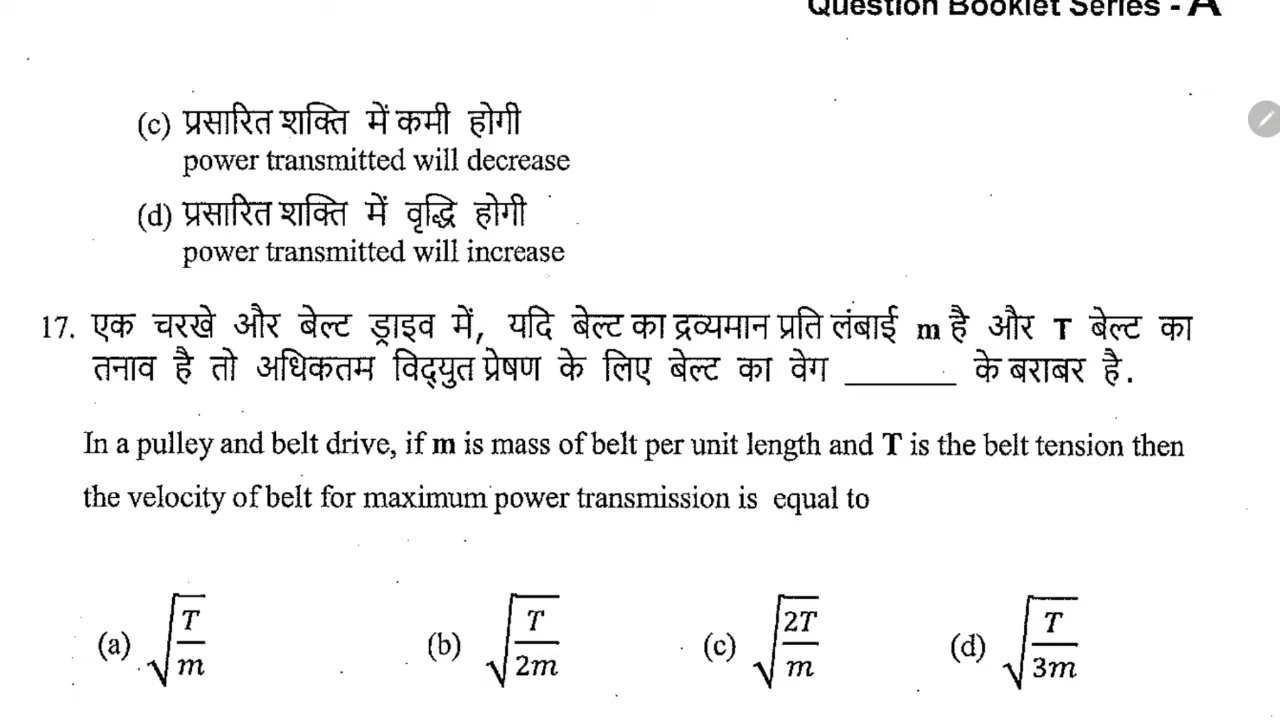 Question Booklet Series - A
(c) प्रसारित शक्ति में कमी होगी
power transmitted will decrease
(d) प्रसारित शक्ति में वृद्धि होगी
power transmitted will increase
17. एक चरखे और बेल्ट ड्राइव में, यदि बेल्ट का द्रव्यमान प्रति लंबाई m है और T बेल्ट का
तनाव है तो अधिकतम विद्युत प्रेषण के लिए बेल्ट का वेग ________ के बराबर है.
In a pulley and belt drive, if m is mass of belt per unit length and T is the belt tension then
the velocity of belt for maximum power transmission is equal to
(a) √(T/m) (b) √(T/2m) (c) √(2T/m) (d) √(T/3m)